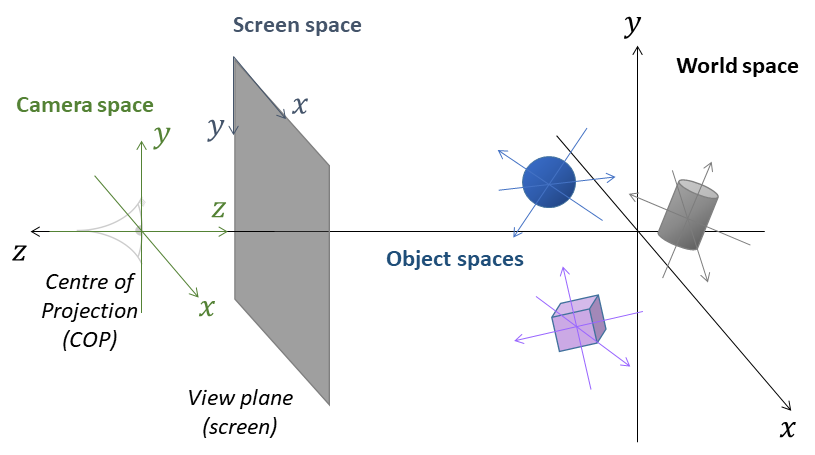 Screen space
y
World space
Camera space
x
y
y
z
Object spaces
z
Centre of
Projection
(COP)
x
View plane
(screen)
x